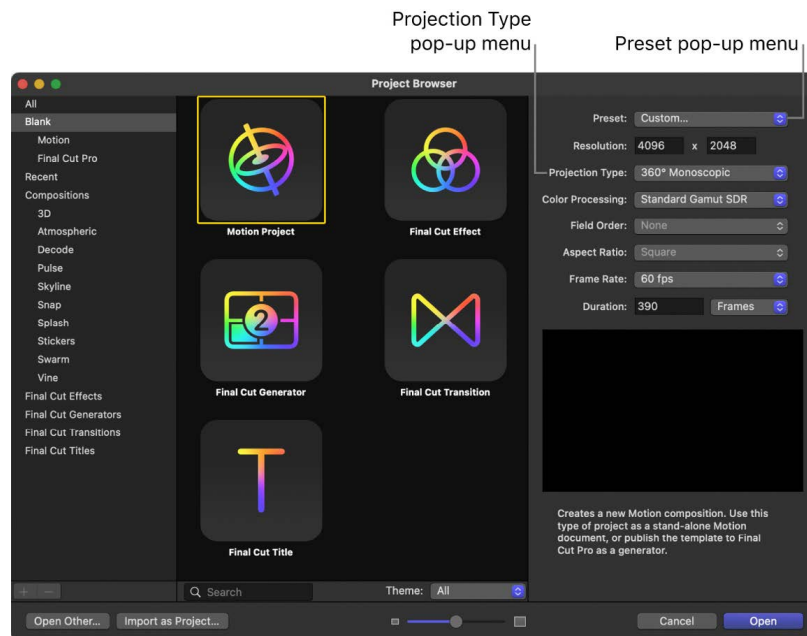 Projection Type
pop-up menu
Preset pop-up menu
Project Browser
All
Blank
Motion
Final Cut Pro
Recent
Compositions
3D
Atmospheric
Decode
Pulse
Skyline
Snap
Splash
Stickers
Swarm
Vine
Final Cut Effects
Final Cut Generators
Final Cut Transitions
Final Cut Titles
Motion Project
Final Cut Effect
2
Final Cut Generator
Final Cut Transition
T
Final Cut Title
Preset: Custom...
Resolution: 4096 x 2048
Projection Type: 360° Monoscopic
Color Processing: Standard Gamut SDR
Field Order: None
Aspect Ratio: Square
Frame Rate: 60 fps
Duration: 390 Frames
Creates a new Motion composition. Use this
type of project as a stand-alone Motion
document, or publish the template to Final
Cut Pro as a generator.
+ −
Search
Theme: All
Open Other... Import as Project...
Cancel Open